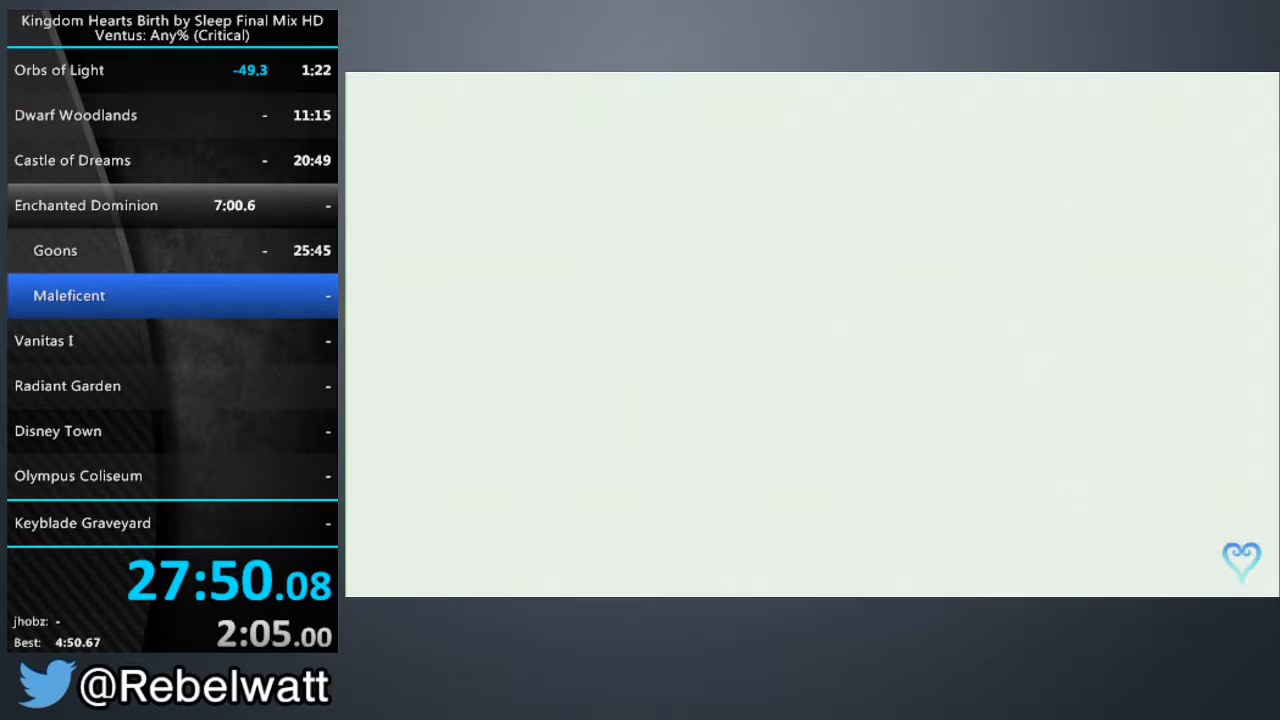 Kingdom Hearts Birth by Sleep Final Mix HD
Ventus: Any% (Critical)
Orbs of Light -49.3 1:22
Dwarf Woodlands - 11:15
Castle of Dreams - 20:49
Enchanted Dominion 7:00.6 -
Goons - 25:45
Maleficent -
Vanitas I -
Radiant Garden -
Disney Town -
Olympus Coliseum -
Keyblade Graveyard -
27:50.08
jhobz: - 2:05.00
Best: 4:50.67
@Rebelwatt